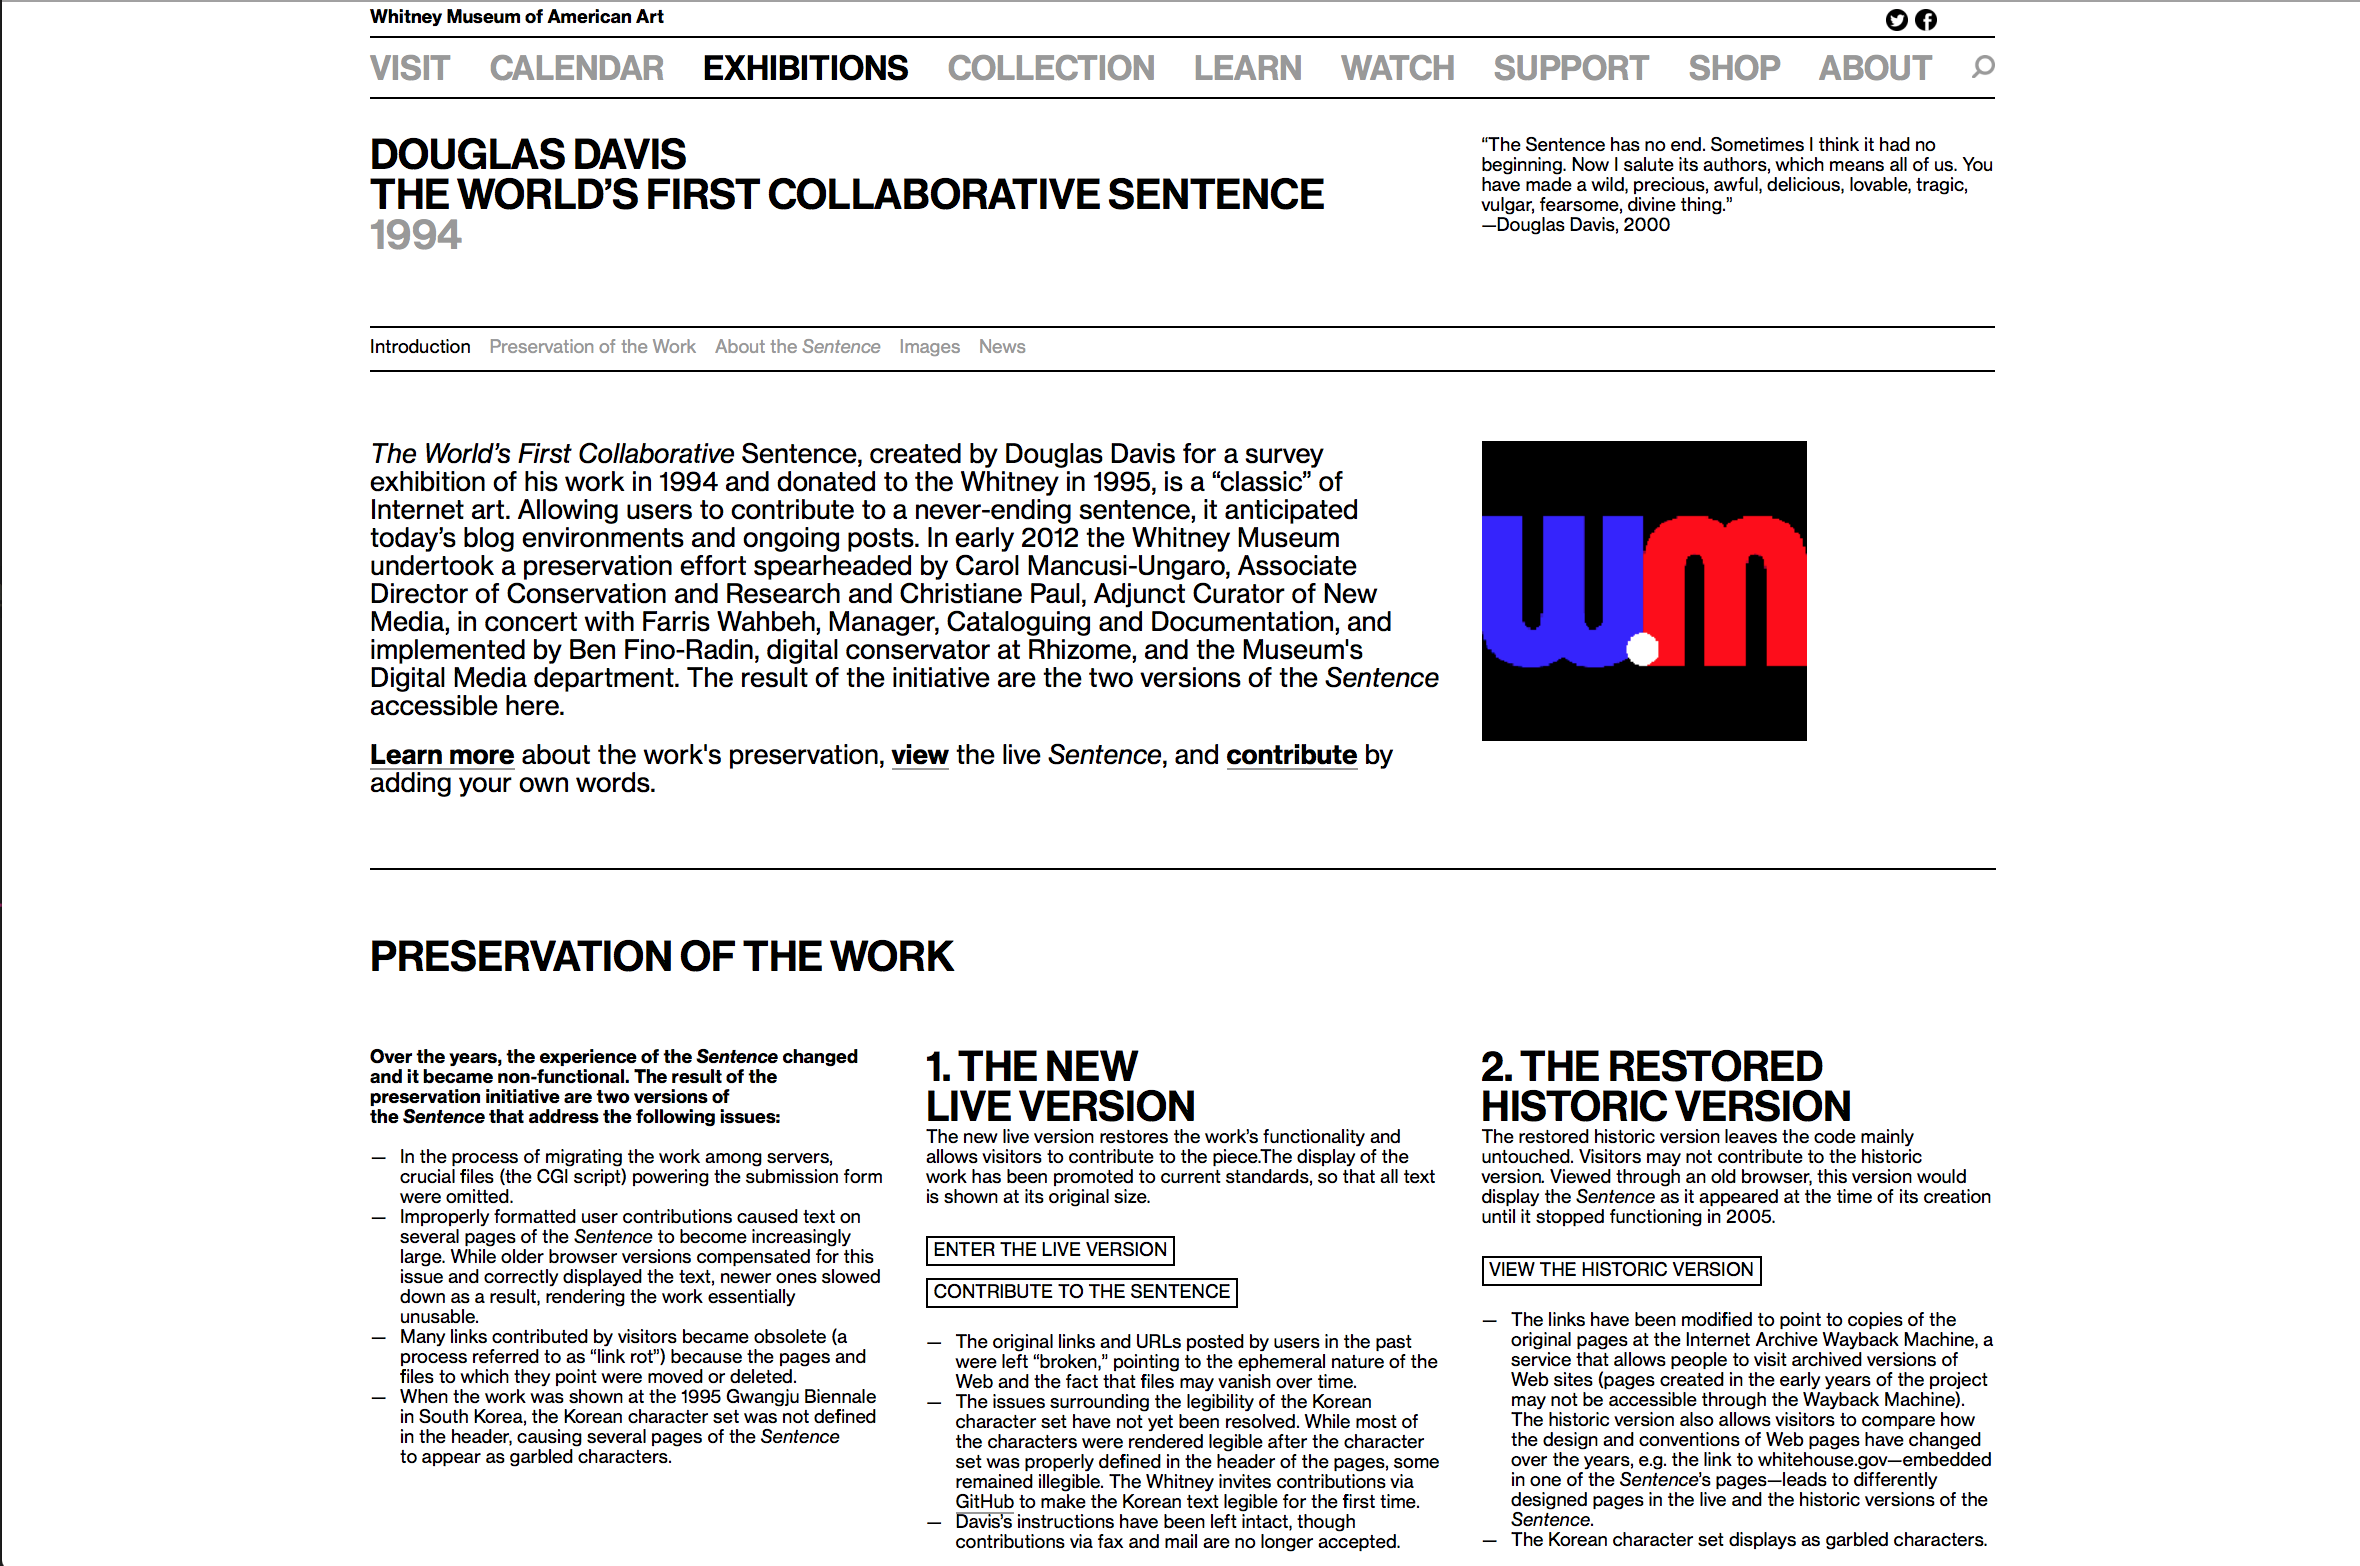 Whitney Museum of American Art
VISIT CALENDAR EXHIBITIONS COLLECTION LEARN WATCH SUPPORT SHOP ABOUT
DOUGLAS DAVIS
THE WORLD’S FIRST COLLABORATIVE SENTENCE
1994
“The Sentence has no end. Sometimes I think it had no
beginning. Now I salute its authors, which means all of us. You
have made a wild, precious, awful, delicious, lovable, tragic,
vulgar, fearsome, divine thing.”
—Douglas Davis, 2000
Introduction Preservation of the Work About the Sentence Images News
The World’s First Collaborative Sentence, created by Douglas Davis for a survey
exhibition of his work in 1994 and donated to the Whitney in 1995, is a “classic” of
Internet art. Allowing users to contribute to a never-ending sentence, it anticipated
today’s blog environments and ongoing posts. In early 2012 the Whitney Museum
undertook a preservation effort spearheaded by Carol Mancusi-Ungaro, Associate
Director of Conservation and Research and Christiane Paul, Adjunct Curator of New
Media, in concert with Farris Wahbeh, Manager, Cataloguing and Documentation, and
implemented by Ben Fino-Radin, digital conservator at Rhizome, and the Museum's
Digital Media department. The result of the initiative are the two versions of the Sentence
accessible here.
Learn more about the work's preservation, view the live Sentence, and contribute by
adding your own words.
w.m
PRESERVATION OF THE WORK
Over the years, the experience of the Sentence changed
and it became non-functional. The result of the
preservation initiative are two versions of
the Sentence that address the following issues:
— In the process of migrating the work among servers,
crucial files (the CGI script) powering the submission form
were omitted.
— Improperly formatted user contributions caused text on
several pages of the Sentence to become increasingly
large. While older browser versions compensated for this
issue and correctly displayed the text, newer ones slowed
down as a result, rendering the work essentially
unusable.
— Many links contributed by visitors became obsolete (a
process referred to as “link rot”) because the pages and
files to which they point were moved or deleted.
— When the work was shown at the 1995 Gwangju Biennale
in South Korea, the Korean character set was not defined
in the header, causing several pages of the Sentence
to appear as garbled characters.
1. THE NEW
LIVE VERSION
The new live version restores the work’s functionality and
allows visitors to contribute to the piece.The display of the
work has been promoted to current standards, so that all text
is shown at its original size.
ENTER THE LIVE VERSION
CONTRIBUTE TO THE SENTENCE
— The original links and URLs posted by users in the past
were left “broken,” pointing to the ephemeral nature of the
Web and the fact that files may vanish over time.
— The issues surrounding the legibility of the Korean
character set have not yet been resolved. While most of
the characters were rendered legible after the character
set was properly defined in the header of the pages, some
remained illegible. The Whitney invites contributions via
GitHub to make the Korean text legible for the first time.
— Davis’s instructions have been left intact, though
contributions via fax and mail are no longer accepted.
2. THE RESTORED
HISTORIC VERSION
The restored historic version leaves the code mainly
untouched. Visitors may not contribute to the historic
version. Viewed through an old browser, this version would
display the Sentence as it appeared at the time of its creation
until it stopped functioning in 2005.
VIEW THE HISTORIC VERSION
— The links have been modified to point to copies of the
original pages at the Internet Archive Wayback Machine, a
service that allows people to visit archived versions of
Web sites (pages created in the early years of the project
may not be accessible through the Wayback Machine).
The historic version also allows visitors to compare how
the design and conventions of Web pages have changed
over the years, e.g. the link to whitehouse.gov—embedded
in one of the Sentence’s pages—leads to differently
designed pages in the live and the historic versions of the
Sentence.
— The Korean character set displays as garbled characters.